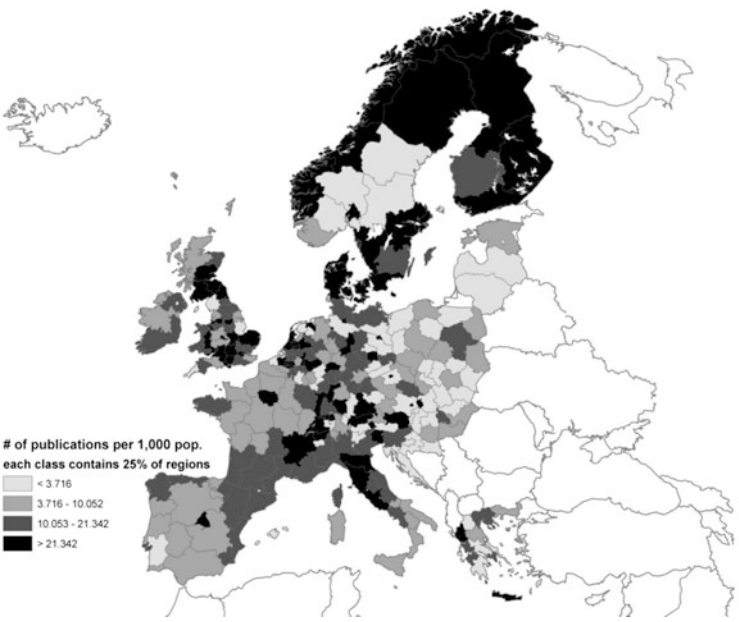 # of publications per 1,000 pop.
each class contains 25% of regions
< 3.716
3.716 - 10.052
10.053 - 21.342
> 21.342